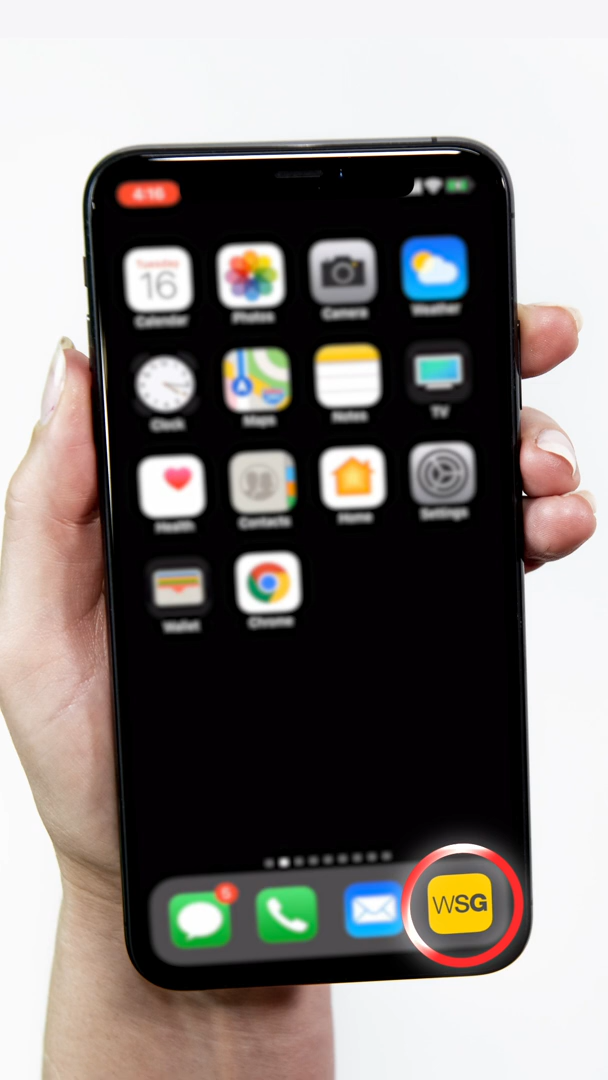 4:16
Tuesday
16
Calendar
Photos
Camera
Weather
Clock
Maps
Notes
TV
Health
Contacts
Home
Settings
Wallet
Chrome
5
WSG